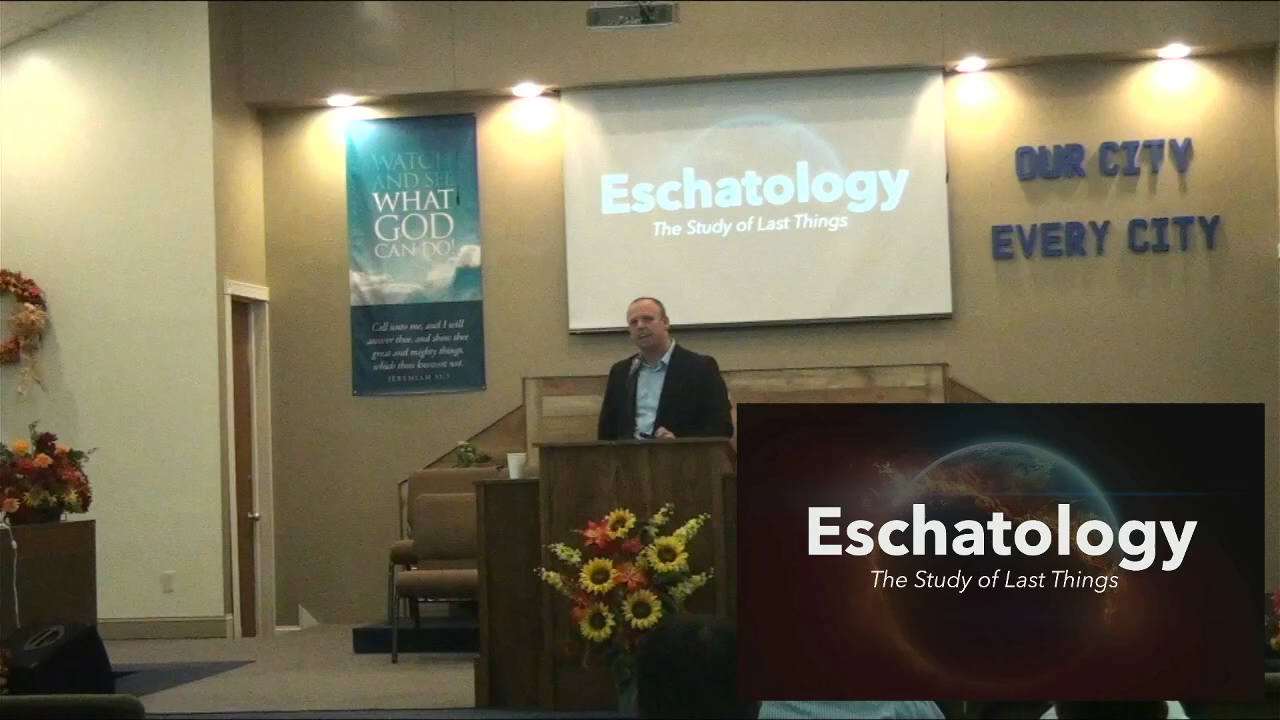 WATCH
AND SEE
WHAT
GOD
CAN DO!
Call unto me, and I will
answer thee, and show thee
great and mighty things,
which thou knowest not.
JEREMIAH 33:3
Eschatology
The Study of Last Things
OUR CITY
EVERY CITY
Eschatology
The Study of Last Things